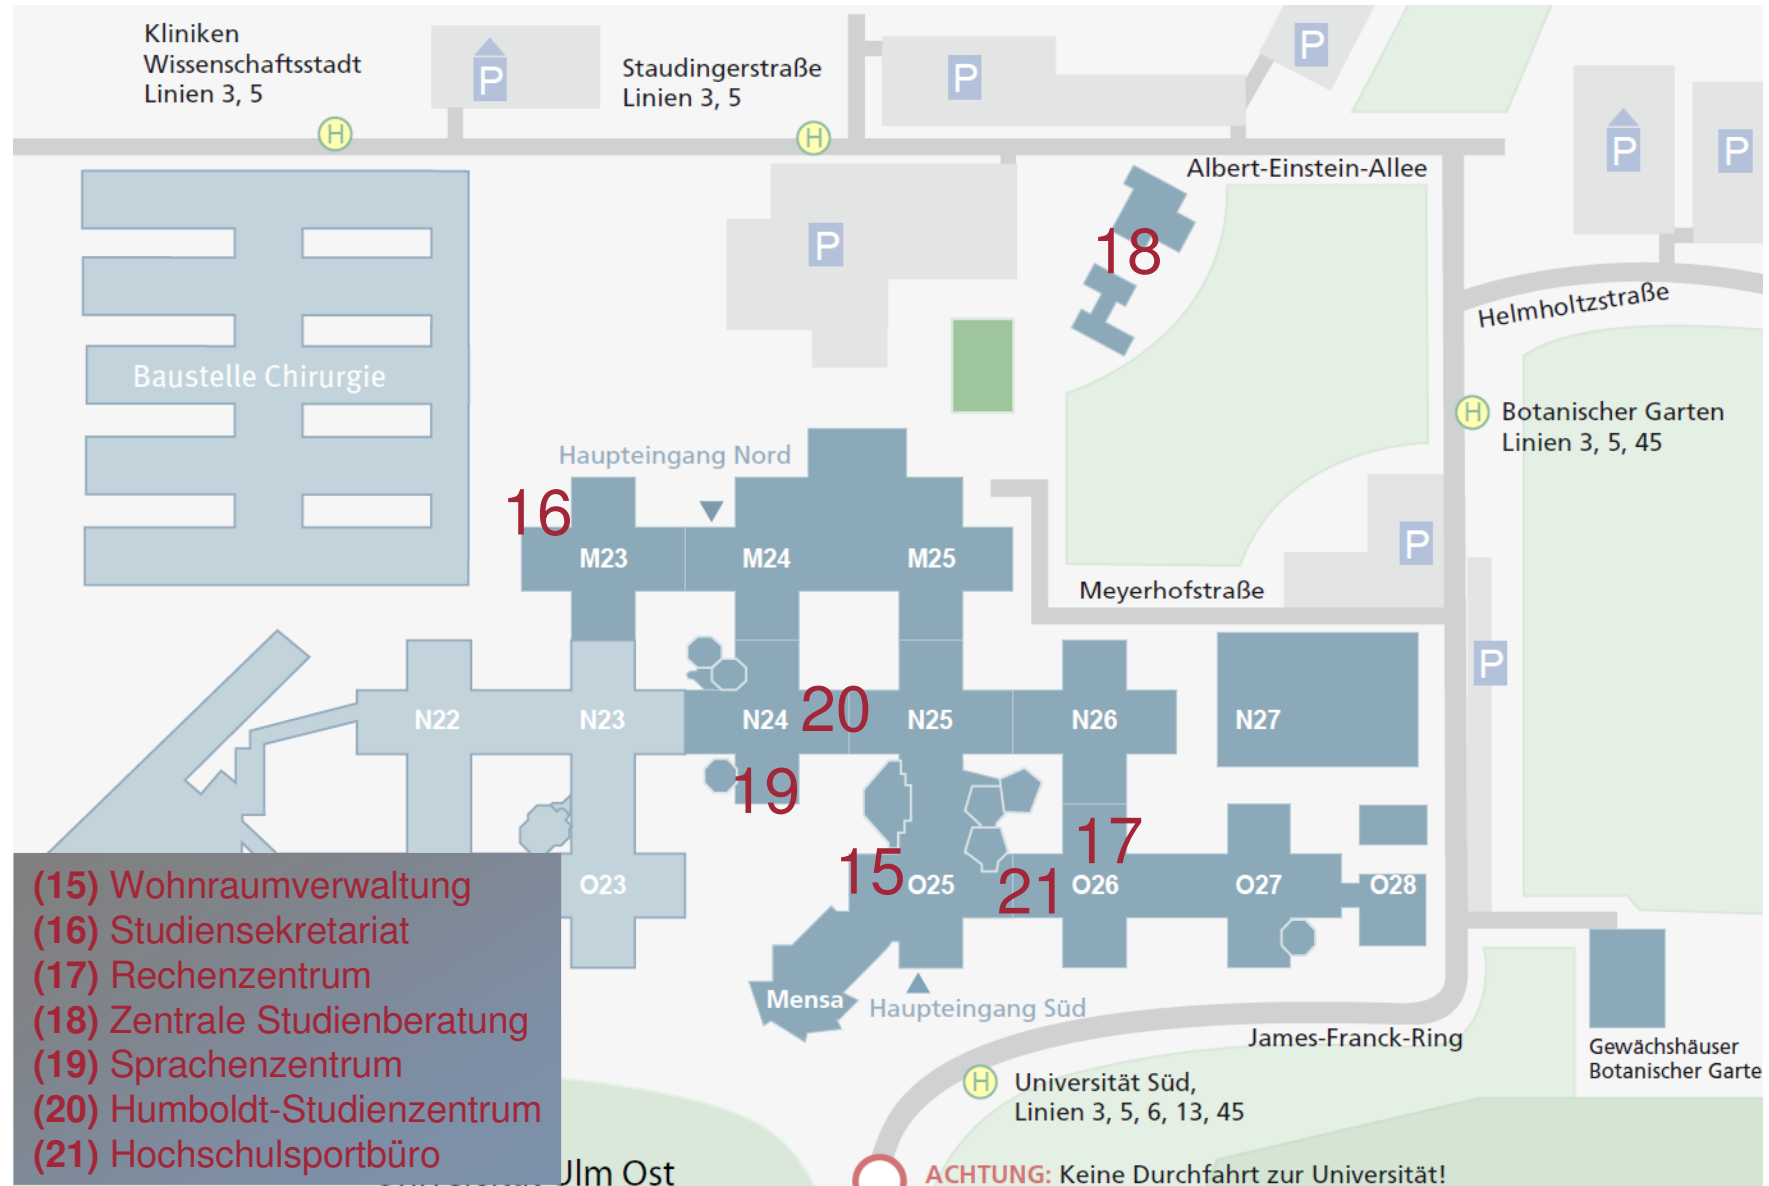 Kliniken
Wissenschaftsstadt
Linien 3, 5
P
Staudingerstraße
Linien 3, 5
P
P
P
P
H
H
Albert-Einstein-Allee
P
18
Helmholtzstraße
Baustelle Chirurgie
H
Botanischer Garten
Linien 3, 5, 45
Haupteingang Nord
16
M23
M24
M25
P
Meyerhofstraße
P
N22
N23
N24
20
N25
N26
N27
19
17
15
O23
O25
21
O26
O27
O28
Mensa
Haupteingang Süd
James-Franck-Ring
Gewächshäuser
Botanischer Garte
H
Universität Süd,
Linien 3, 5, 6, 13, 45
(15) Wohnraumverwaltung
(16) Studiensekretariat
(17) Rechenzentrum
(18) Zentrale Studienberatung
(19) Sprachenzentrum
(20) Humboldt-Studienzentrum
(21) Hochschulsportbüro
Ulm Ost
ACHTUNG: Keine Durchfahrt zur Universität!